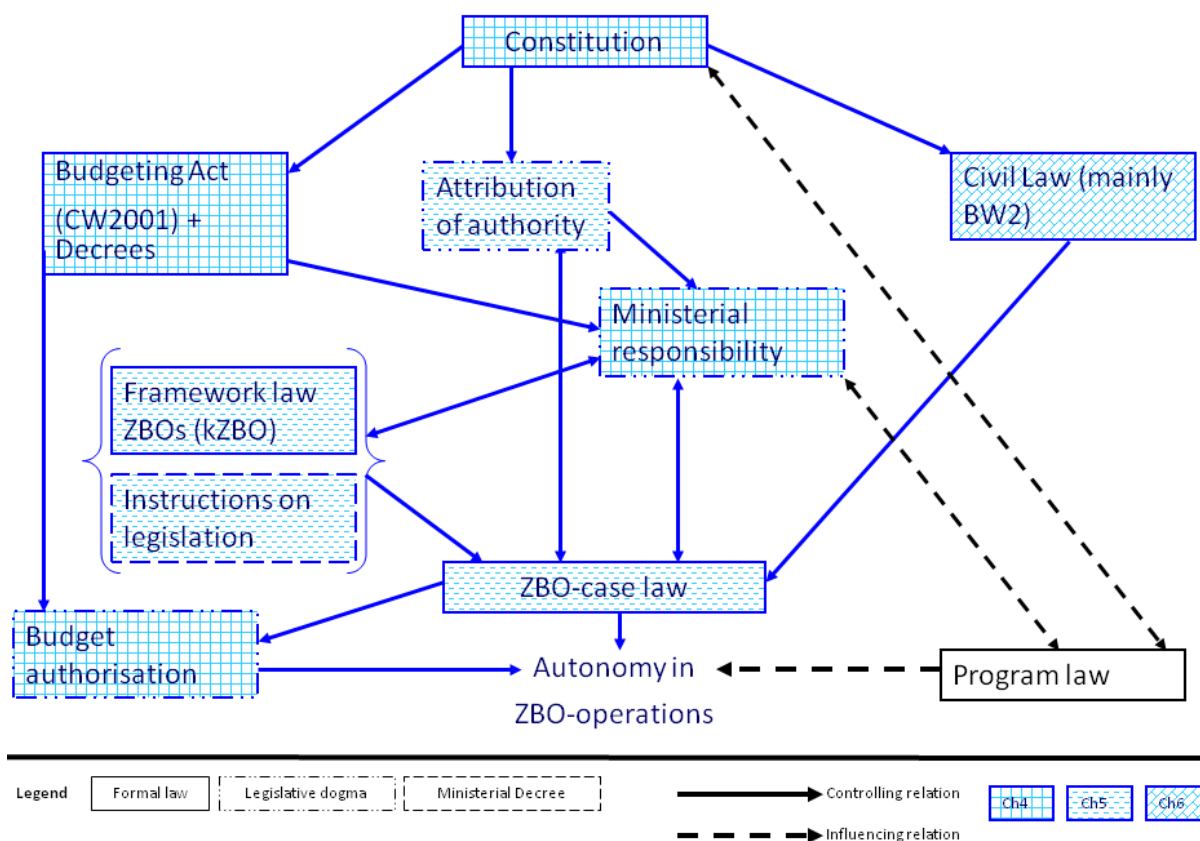 Constitution
Budgeting Act
(CW2001) +
Decrees
Attribution
of authority
Civil Law (mainly
BW2)
Ministerial
responsibility
Framework law
ZBOs (kZBO)
Instructions on
legislation
ZBO-case law
Budget
authorisation
Autonomy in
ZBO-operations
Program law
Legend
Formal law
Legislative dogma
Ministerial Decree
Controlling relation
Influencing relation
Ch4
Ch5
Ch6